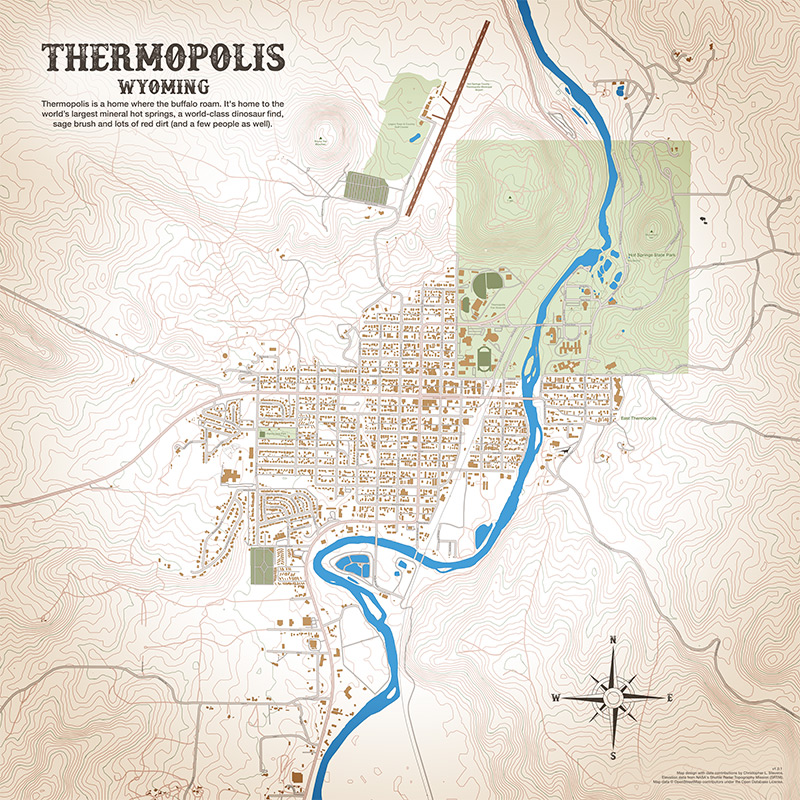 THERMOPOLIS
WYOMING
Thermopolis is a home where the buffalo roam. It's home to the
world's largest mineral hot springs, a world-class dinosaur find,
sage brush and lots of red dirt (and a few people as well).
Hot Springs State Park
East Thermopolis
N
W
E
S
v1.2.1
Map design with data contributions by Christopher L. Stevens.
Elevation data from NASA's Shuttle Radar Topography Mission (SRTM).
Map data © OpenStreetMap contributors under The Open Database License.